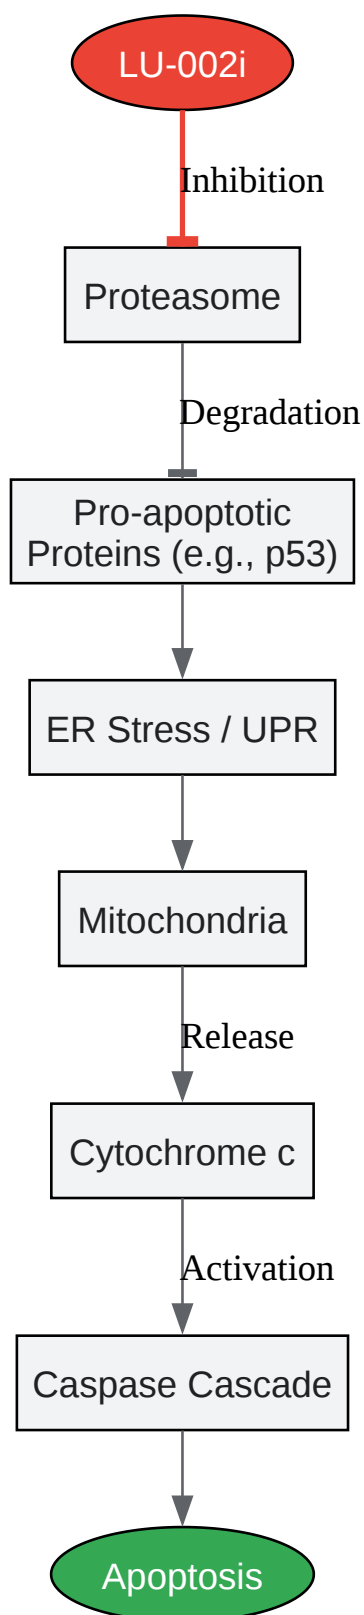 LU-002i
Inhibition
Proteasome
Degradation
Pro-apoptotic
Proteins (e.g., p53)
ER Stress / UPR
Mitochondria
Release
Cytochrome c
Activation
Caspase Cascade
Apoptosis